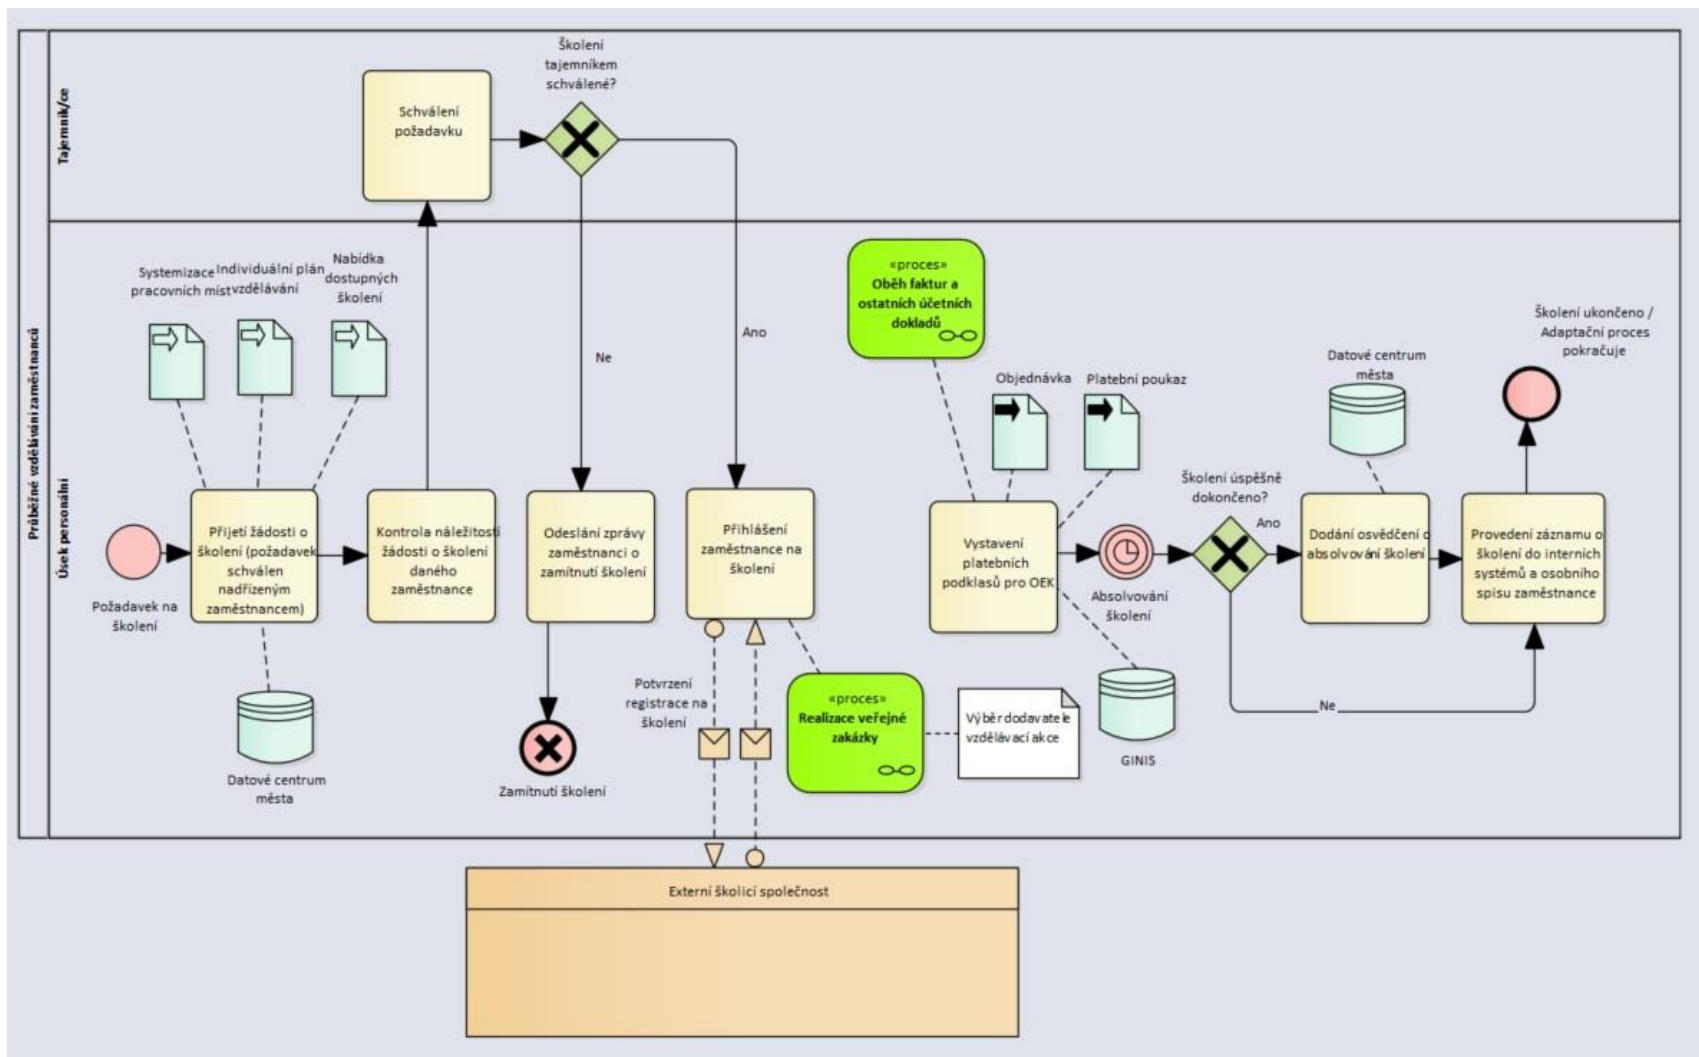 Průběžné vzdělávání zaměstnanců
Tajemník/ce
Schválení
požadavku
Školení
tajemníkem
schválené?
Úsek personální
Systemizace
pracovních míst
Individuální plán
vzdělávání
Nabídka
dostupných
školení
Ne
Ano
«proces»
Oběh faktur a
ostatních účetních
dokladů
Objednávka
Platební poukaz
Datové centrum
města
Školení ukončeno /
Adaptační proces
pokračuje
Požadavek na
školení
Přijetí žádosti o
školení (požadavek
schválen
nadřízeným
zaměstnancem)
Kontrola náležitostí
žádosti o školení
daného
zaměstnance
Odeslání zprávy
zaměstnanci o
zamítnutí školení
Přihlášení
zaměstnance na
školení
Vystavení
platebních
podklasů pro OEK
Absolvování
školení
Školení úspěšně
dokončeno?
Ano
Dodání osvědčení o
absolvování školení
Provedení záznamu o
školení do interních
systémů a osobního
spisu zaměstnance
Ne
Datové centrum
města
Zamítnutí školení
Potvrzení
registrace na
školení
«proces»
Realizace veřejné
zakázky
Výběr dodavatele
vzdělávací akce
GINIS
Externí školicí společnost